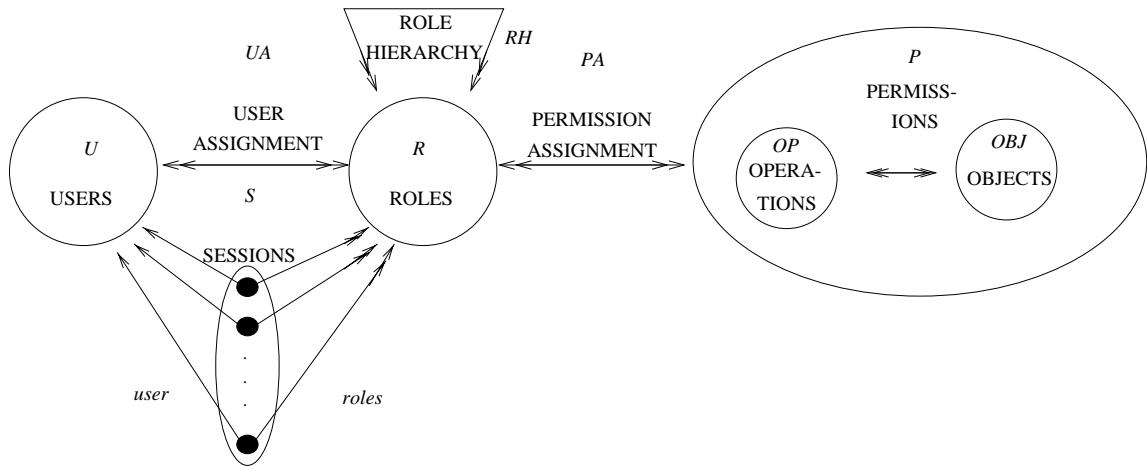 ROLE
HIERARCHY
RH
UA
PA
USER
ASSIGNMENT
PERMISSION
ASSIGNMENT
U
USERS
R
ROLES
S
SESSIONS
.
.
.
user
roles
P
PERMISS-
IONS
OP
OPERA-
TIONS
OBJ
OBJECTS